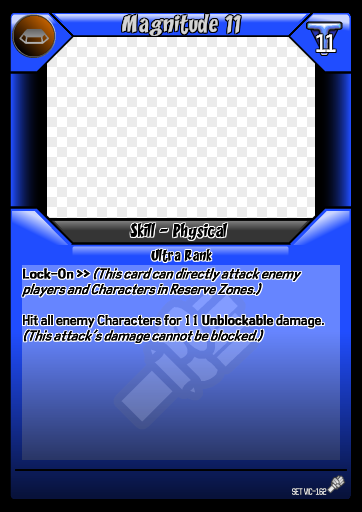 Magnitude 11
11
Skill - Physical
Ultra Rank
Lock-On >> (This card can directly attack enemy
players and Characters in Reserve Zones.)
Hit all enemy Characters for 11 Unblockable damage.
(This attack's damage cannot be blocked.)
SET VIC-162